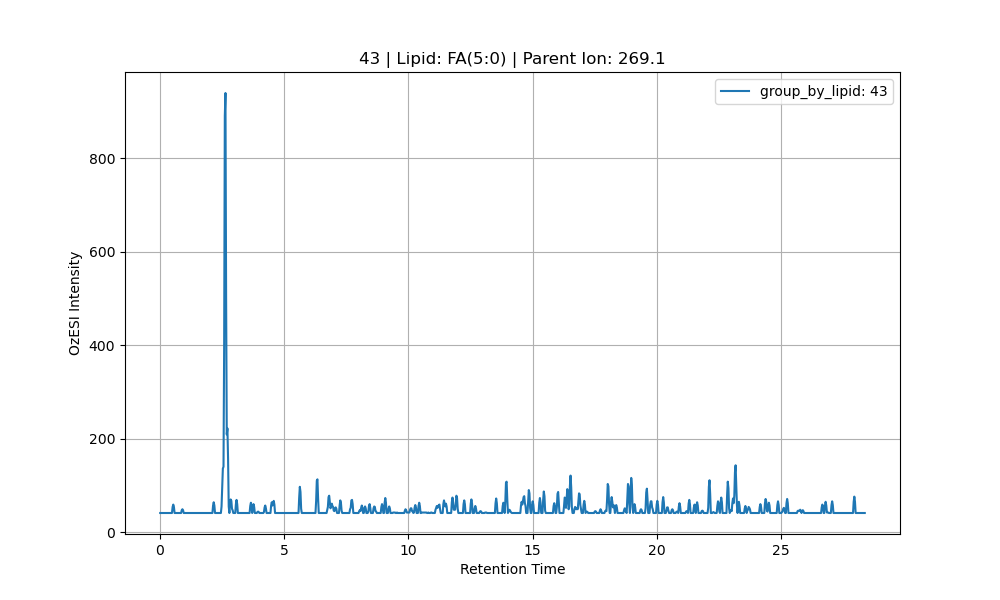 43 | Lipid: FA(5:0) | Parent Ion: 269.1
group_by_lipid: 43
800
600
400
200
0
OzESI Intensity
0 5 10 15 20 25
Retention Time